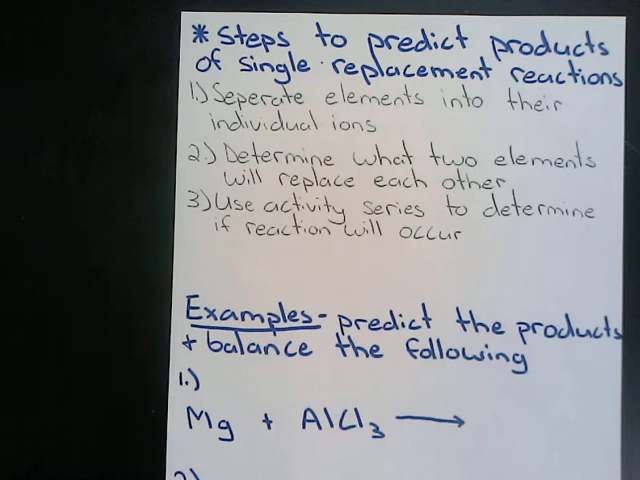 * Steps to predict products
of single replacement reactions
1.) Seperate elements into their
individual ions
2.) Determine what two elements
will replace each other
3.) Use activity series to determine
if reaction will occur
Examples - predict the products
+ balance the following
1.)
Mg + AlCl₃ ⟶
2)